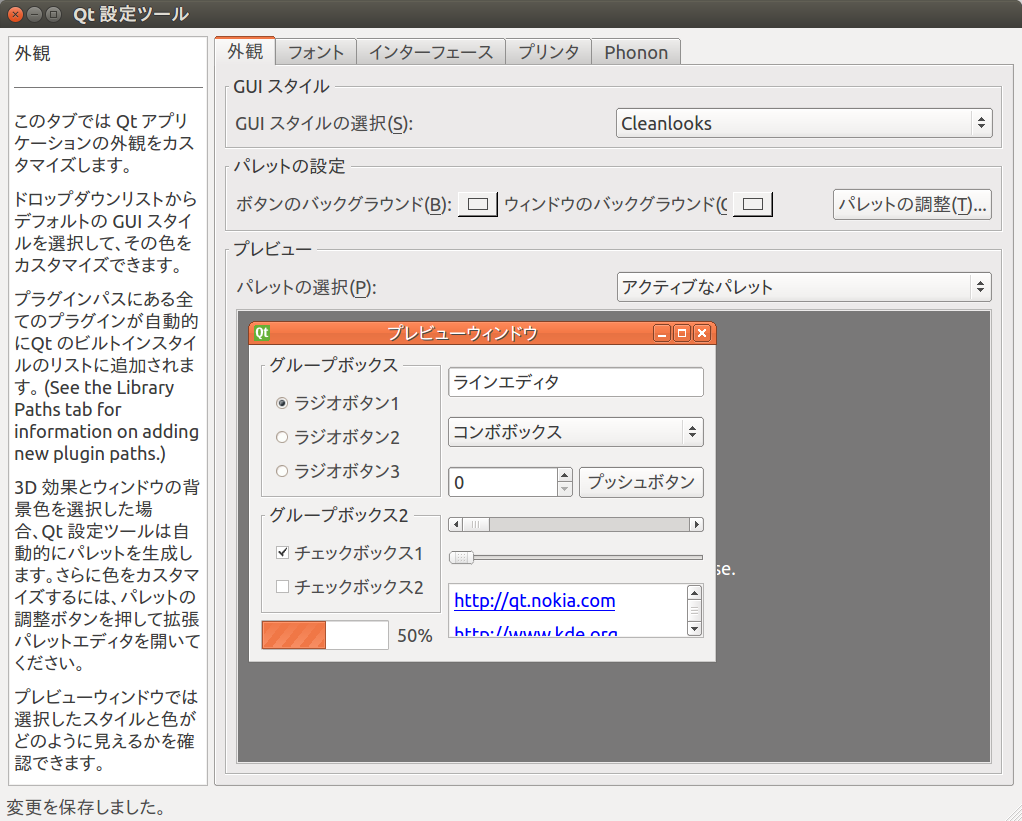 Qt 設定ツール
外観
このタブでは Qt アプリ
ケーションの外観をカス
タマイズします。
ドロップダウンリストから
デフォルトの GUI スタイ
ルを選択して、その色を
カスタマイズできます。
プラグインパスにある全
てのプラグインが自動的
にQt のビルトインスタイ
ルのリストに追加されま
す。(See the Library
Paths tab for
information on adding
new plugin paths.)
3D 効果とウィンドウの背
景色を選択した場
合、Qt 設定ツールは自
動的にパレットを生成し
ます。さらに色をカスタマ
イズするには、パレットの
調整ボタンを押して拡張
パレットエディタを開いて
ください。
プレビューウィンドウでは
選択したスタイルと色が
どのように見えるかを確
認できます。
外観 フォント インターフェース プリンタ Phonon
GUI スタイル
GUI スタイルの選択(S): Cleanlooks
パレットの設定
ボタンのバックグラウンド(B): ウィンドウのバックグラウンド( パレットの調整(T)...
プレビュー
パレットの選択(P): アクティブなパレット
Qt プレビューウィンドウ
グループボックス
ラジオボタン1
ラジオボタン2
ラジオボタン3
グループボックス2
チェックボックス1
チェックボックス2
50%
ラインエディタ
コンボボックス
0 プッシュボタン
http://qt.nokia.com
http://www.kde.org
se.
変更を保存しました。